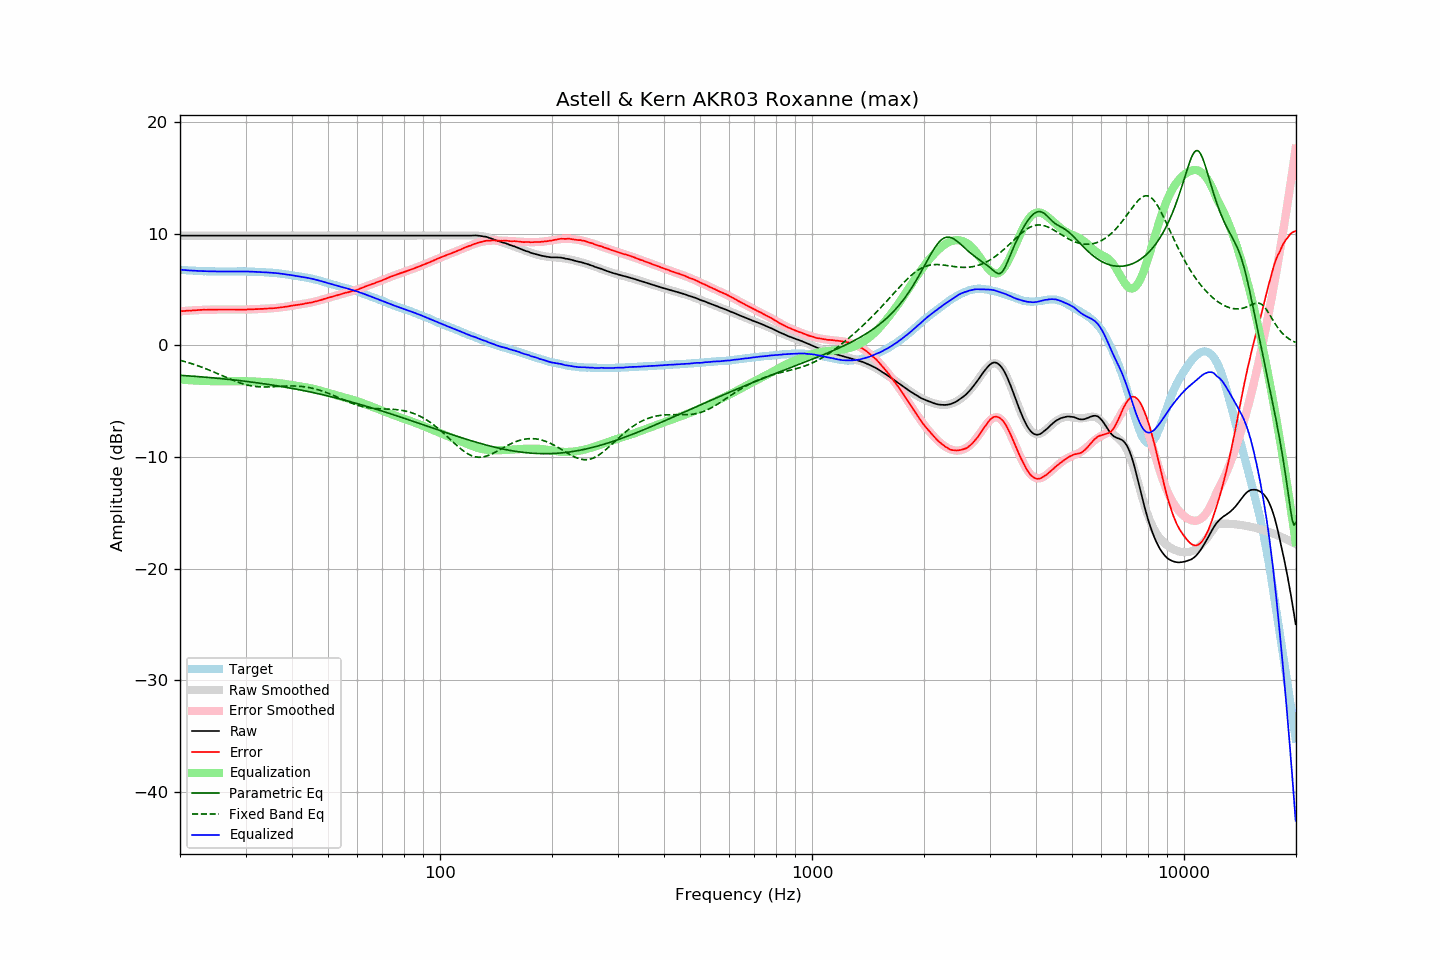 Astell & Kern AKR03 Roxanne (max)
20
10
0
−10
−20
−30
−40
Amplitude (dBr)
Target
Raw Smoothed
Error Smoothed
Raw
Error
Equalization
Parametric Eq
Fixed Band Eq
Equalized
100
1000
10000
Frequency (Hz)